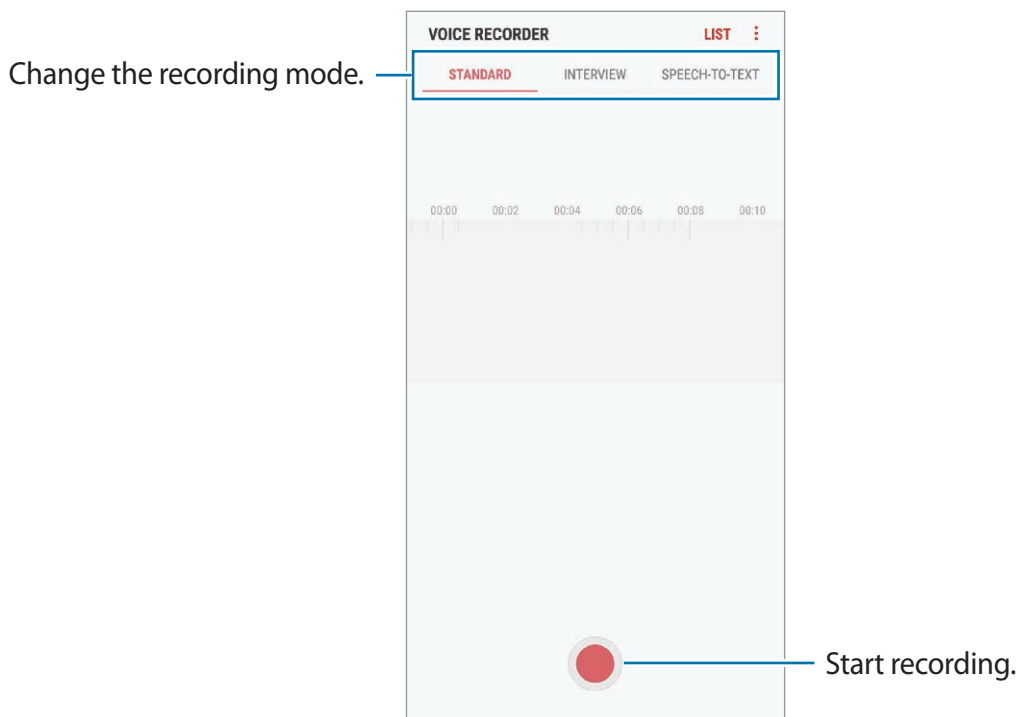 VOICE RECORDER LIST
Change the recording mode.
STANDARD INTERVIEW SPEECH-TO-TEXT
00:00 00:02 00:04 00:06 00:08 00:10
Start recording.